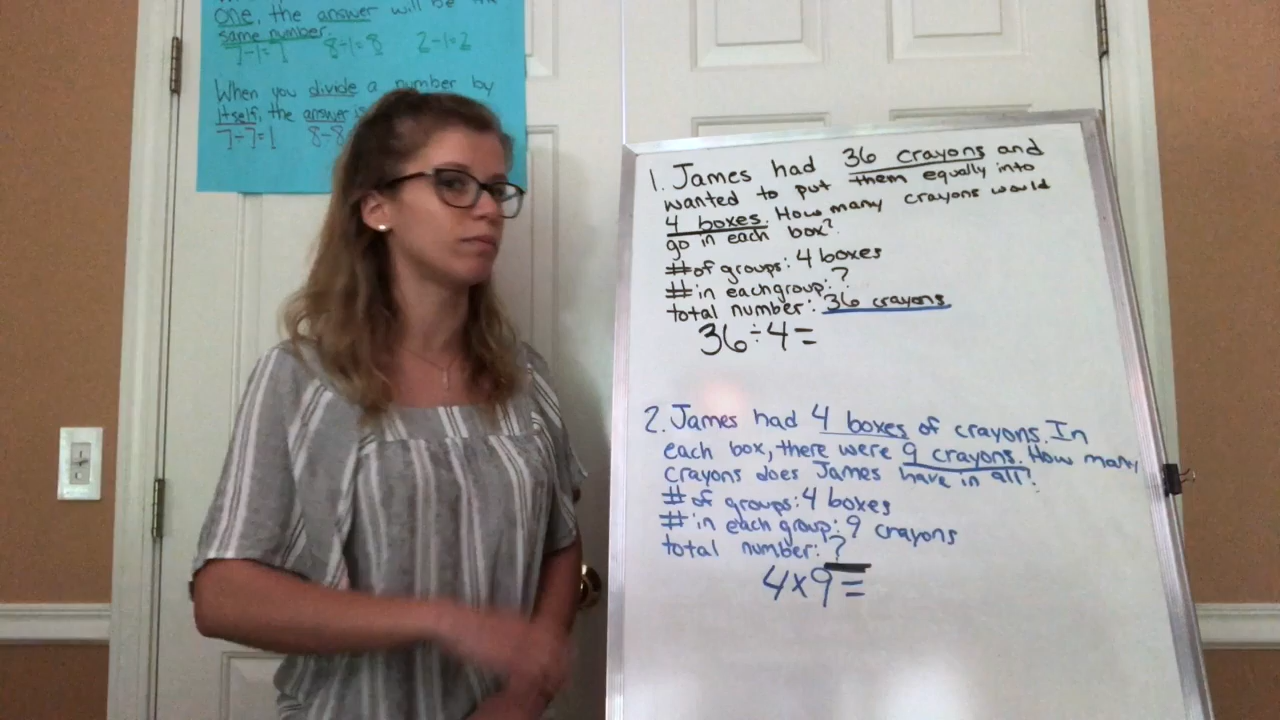 one, the answer will be the
same number.
7÷1=7 8÷1=8 2÷1=2
When you divide a number by
itself, the answer is
7÷7=1 8÷8
1. James had 36 crayons and
wanted to put them equally into
4 boxes. How many crayons would
go in each box?
# of groups: 4 boxes
# in each group: ?
total number: 36 crayons
36÷4=
2. James had 4 boxes of crayons. In
each box, there were 9 crayons. How many
crayons does James have in all?
# of groups: 4 boxes
# in each group: 9 crayons
total number: ?
4x9=